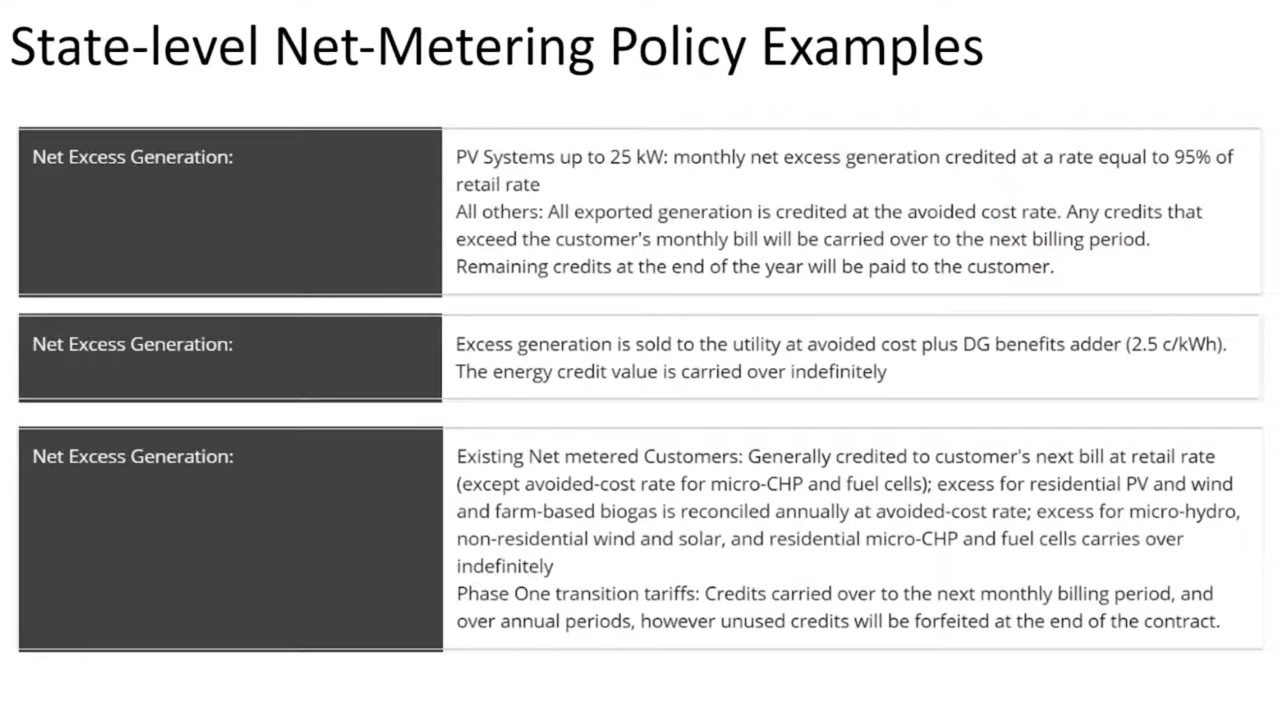 State-level Net-Metering Policy Examples
Net Excess Generation:
PV Systems up to 25 kW: monthly net excess generation credited at a rate equal to 95% of
retail rate
All others: All exported generation is credited at the avoided cost rate. Any credits that
exceed the customer's monthly bill will be carried over to the next billing period.
Remaining credits at the end of the year will be paid to the customer.
Net Excess Generation:
Excess generation is sold to the utility at avoided cost plus DG benefits adder (2.5 c/kWh).
The energy credit value is carried over indefinitely
Net Excess Generation:
Existing Net metered Customers: Generally credited to customer's next bill at retail rate
(except avoided-cost rate for micro-CHP and fuel cells); excess for residential PV and wind
and farm-based biogas is reconciled annually at avoided-cost rate; excess for micro-hydro,
non-residential wind and solar, and residential micro-CHP and fuel cells carries over
indefinitely
Phase One transition tariffs: Credits carried over to the next monthly billing period, and
over annual periods, however unused credits will be forfeited at the end of the contract.